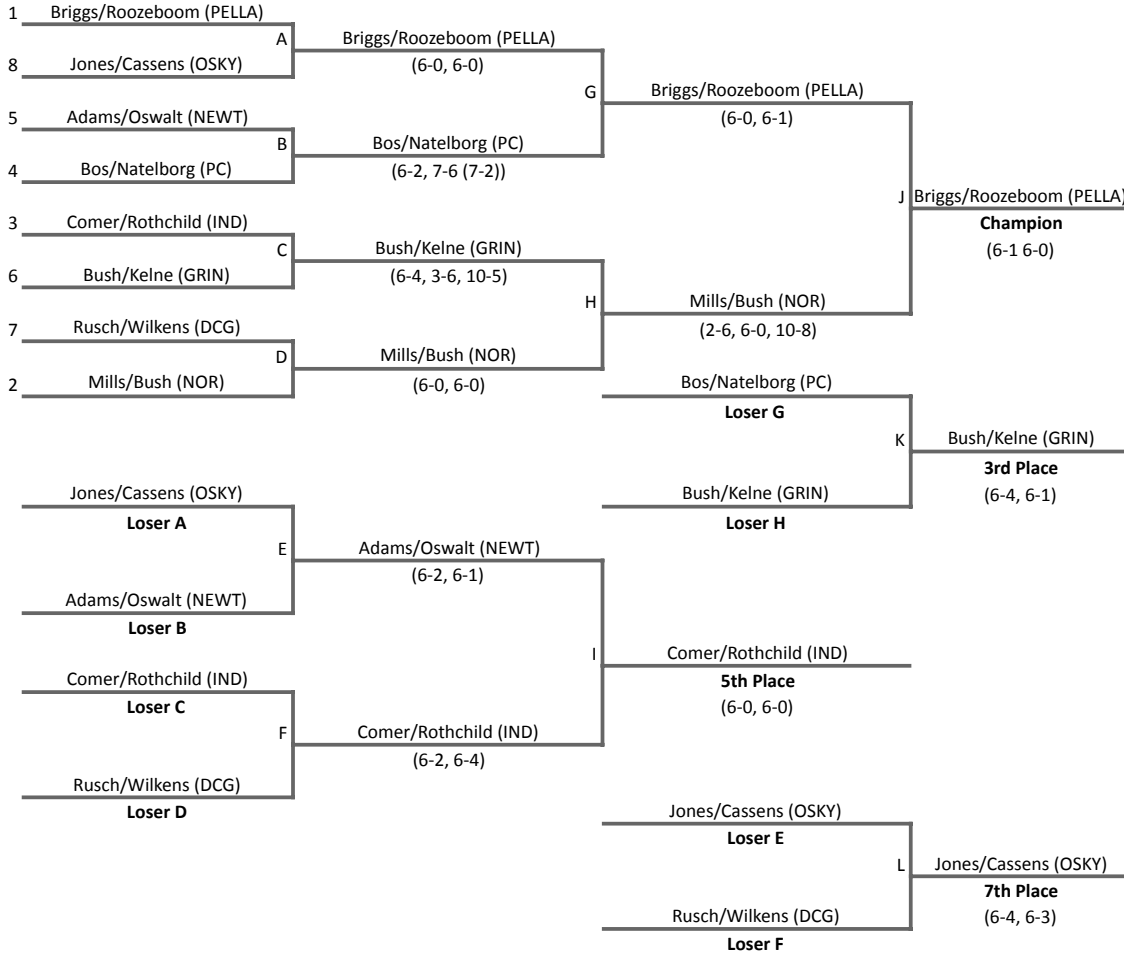 1 Briggs/Roozeboom (PELLA)
A
Briggs/Roozeboom (PELLA)
(6-0, 6-0)
8 Jones/Cassens (OSKY)
G
Briggs/Roozeboom (PELLA)
(6-0, 6-1)
5 Adams/Oswalt (NEWT)
B
Bos/Natelborg (PC)
(6-2, 7-6 (7-2))
4 Bos/Natelborg (PC)
J
Briggs/Roozeboom (PELLA)
Champion
(6-1 6-0)
3 Comer/Rothchild (IND)
C
Bush/Kelne (GRIN)
(6-4, 3-6, 10-5)
6 Bush/Kelne (GRIN)
H
Mills/Bush (NOR)
(2-6, 6-0, 10-8)
7 Rusch/Wilkens (DCG)
D
Mills/Bush (NOR)
(6-0, 6-0)
2 Mills/Bush (NOR)
Bos/Natelborg (PC)
Loser G
K
Bush/Kelne (GRIN)
3rd Place
(6-4, 6-1)
Bush/Kelne (GRIN)
Loser H
Jones/Cassens (OSKY)
Loser A
E
Adams/Oswalt (NEWT)
(6-2, 6-1)
Adams/Oswalt (NEWT)
Loser B
I
Comer/Rothchild (IND)
5th Place
(6-0, 6-0)
Comer/Rothchild (IND)
Loser C
F
Comer/Rothchild (IND)
(6-2, 6-4)
Rusch/Wilkens (DCG)
Loser D
Jones/Cassens (OSKY)
Loser E
L
Jones/Cassens (OSKY)
7th Place
(6-4, 6-3)
Rusch/Wilkens (DCG)
Loser F